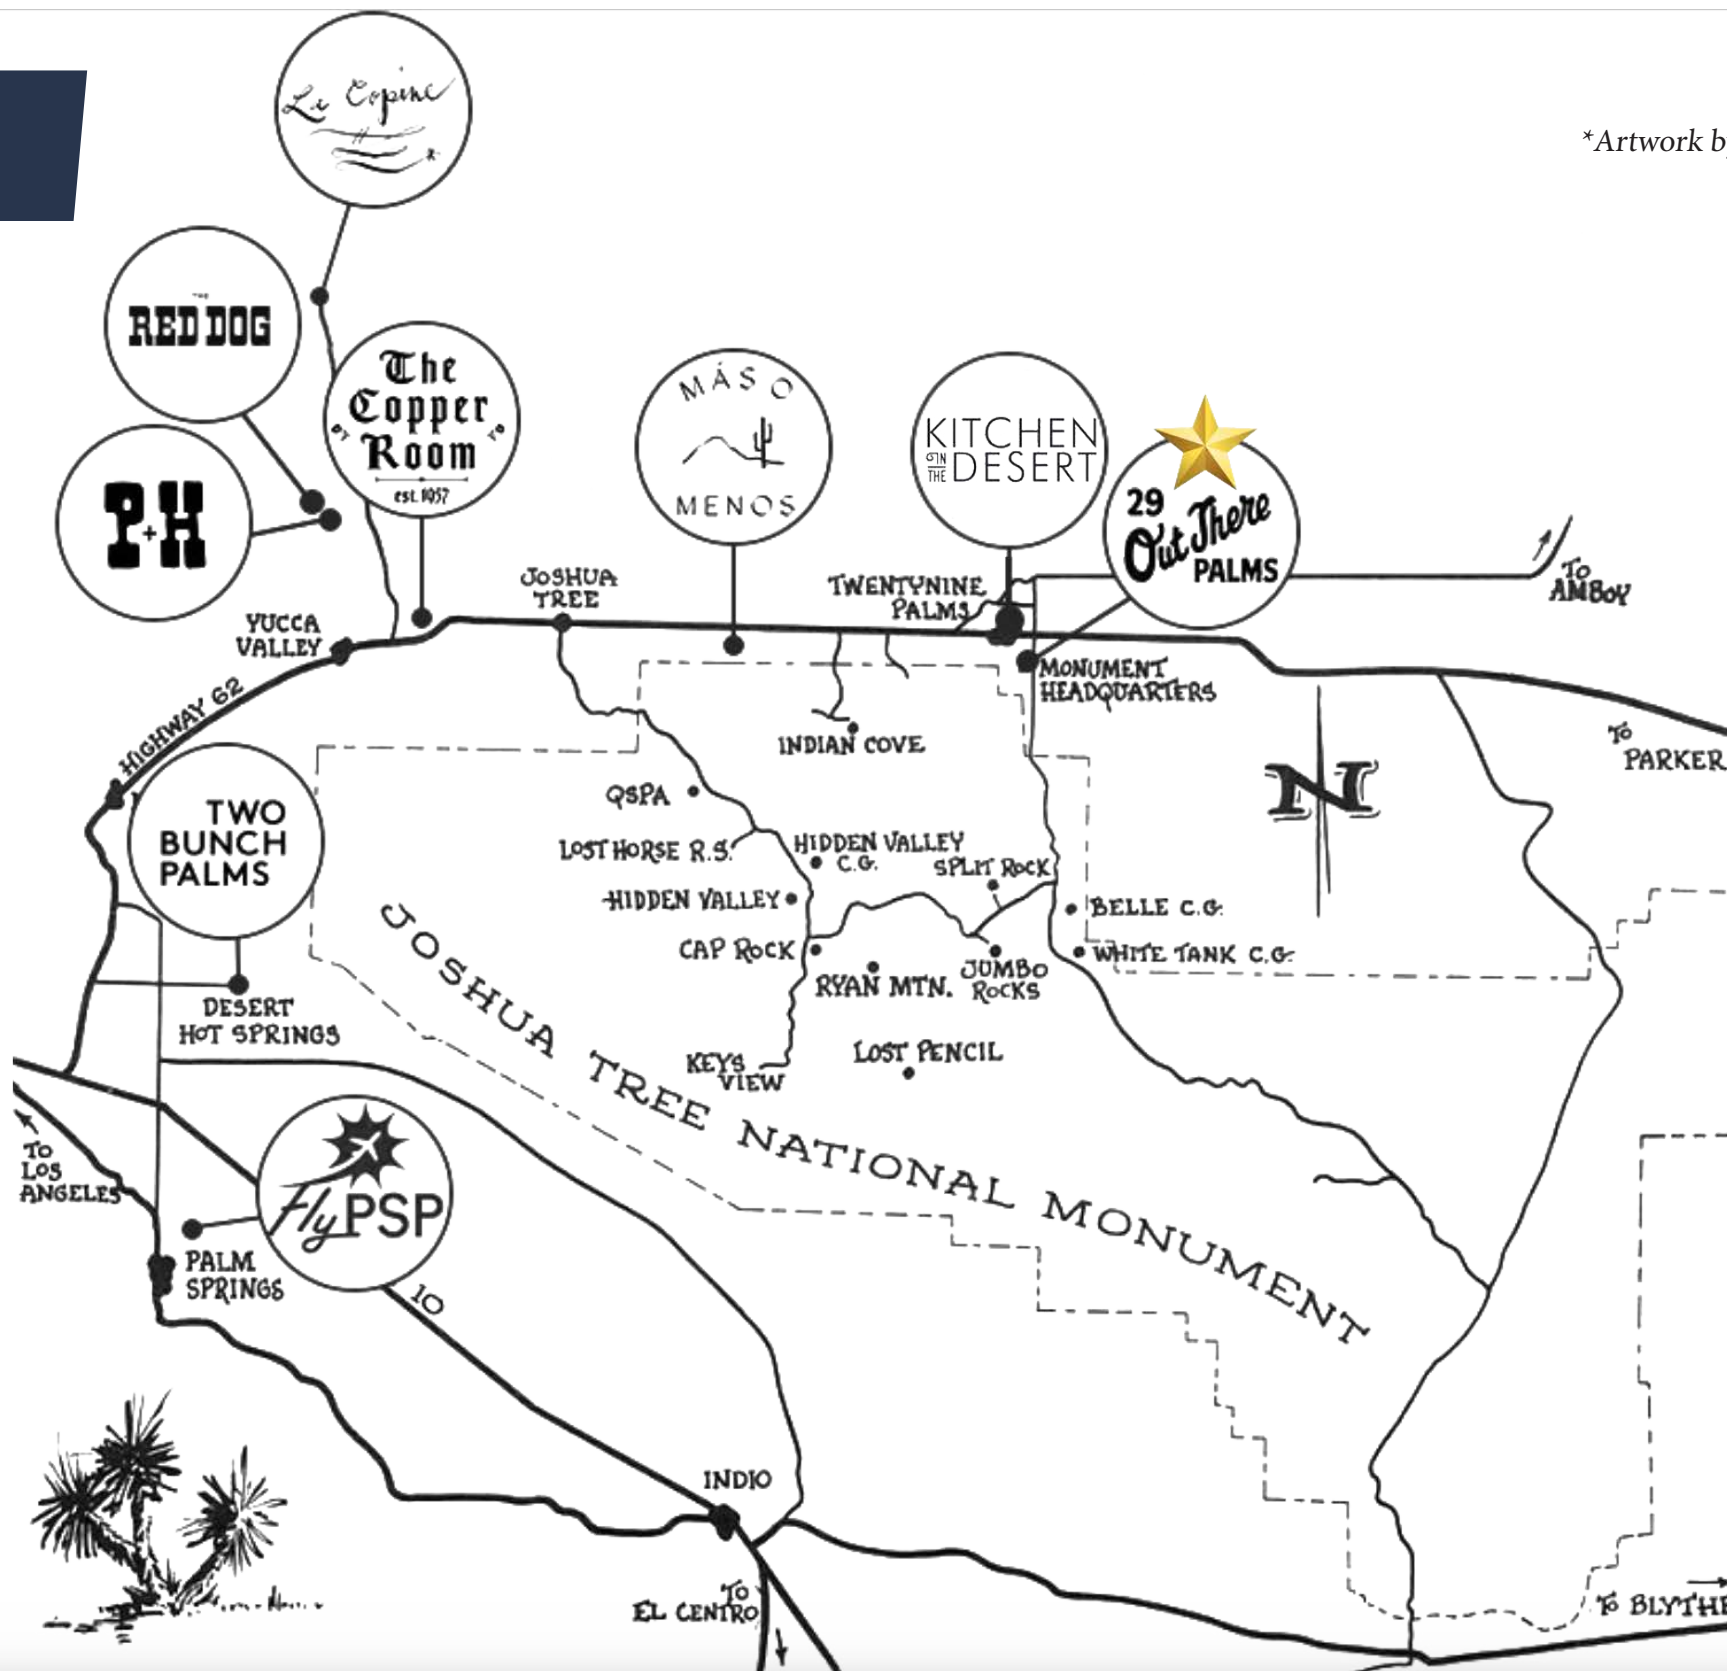 La Copine
*Artwork b
THE
RED DOG
The
Copper
Room
est. 1957
P+H
MÁS O
MENOS
KITCHEN
IN
THE
DESERT
29
Out There
PALMS
TO
AMBOY
JOSHUA
TREE
TWENTYNINE
PALMS
YUCCA
VALLEY
HIGHWAY 62
MONUMENT
HEADQUARTERS
INDIAN COVE
TO
PARKER
N
QSPA
LOST HORSE R.S.
HIDDEN VALLEY
C.G.
SPLIT ROCK
HIDDEN VALLEY
BELLE C.G.
CAP ROCK
WHITE TANK C.G.
RYAN MTN.
JUMBO
ROCKS
TWO
BUNCH
PALMS
DESERT
HOT SPRINGS
KEYS
VIEW
LOST PENCIL
JOSHUA TREE NATIONAL MONUMENT
TO
LOS
ANGELES
fly PSP
PALM
SPRINGS
10
INDIO
TO
EL CENTRO
TO BLYTHE